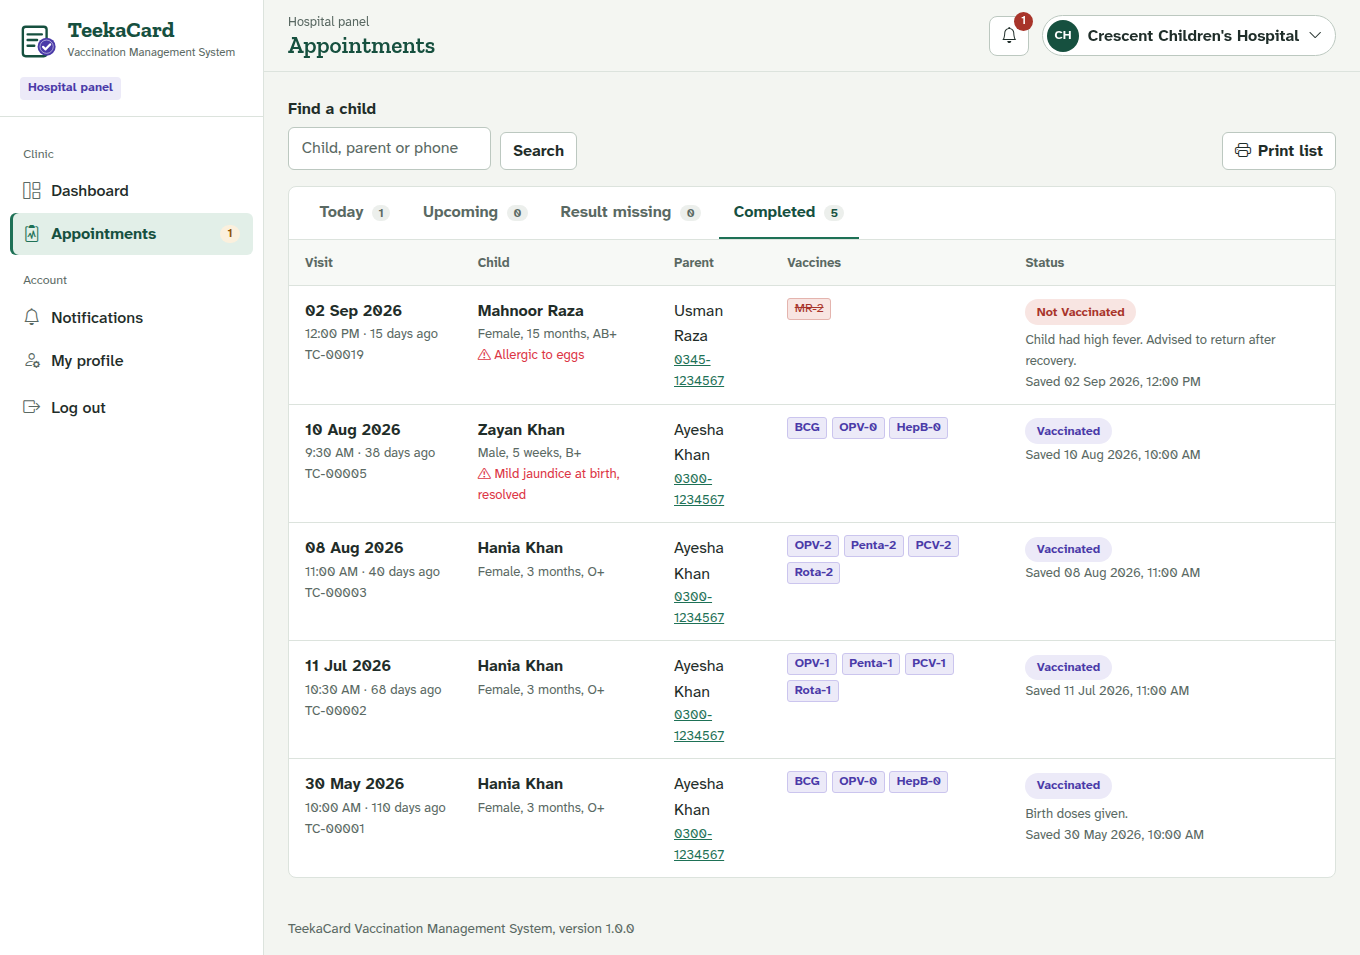 TeekaCard
Vaccination Management System
Hospital panel
Clinic
Dashboard
Appointments 1
Account
Notifications
My profile
Log out
Hospital panel
Appointments
1
CH Crescent Children's Hospital
Find a child
Child, parent or phone
Search
Print list
Today 1 Upcoming 0 Result missing 0 Completed 5
Visit Child Parent Vaccines Status
02 Sep 2026
12:00 PM · 15 days ago
TC-00019
Mahnoor Raza
Female, 15 months, AB+
Allergic to eggs
Usman
Raza
0345-
1234567
MR-2
Not Vaccinated
Child had high fever. Advised to return after
recovery.
Saved 02 Sep 2026, 12:00 PM
10 Aug 2026
9:30 AM · 38 days ago
TC-00005
Zayan Khan
Male, 5 weeks, B+
Mild jaundice at birth,
resolved
Ayesha
Khan
0300-
1234567
BCG OPV-0 HepB-0
Vaccinated
Saved 10 Aug 2026, 10:00 AM
08 Aug 2026
11:00 AM · 40 days ago
TC-00003
Hania Khan
Female, 3 months, O+
Ayesha
Khan
0300-
1234567
OPV-2 Penta-2 PCV-2
Rota-2
Vaccinated
Saved 08 Aug 2026, 11:00 AM
11 Jul 2026
10:30 AM · 68 days ago
TC-00002
Hania Khan
Female, 3 months, O+
Ayesha
Khan
0300-
1234567
OPV-1 Penta-1 PCV-1
Rota-1
Vaccinated
Saved 11 Jul 2026, 11:00 AM
30 May 2026
10:00 AM · 110 days ago
TC-00001
Hania Khan
Female, 3 months, O+
Ayesha
Khan
0300-
1234567
BCG OPV-0 HepB-0
Vaccinated
Birth doses given.
Saved 30 May 2026, 10:00 AM
TeekaCard Vaccination Management System, version 1.0.0